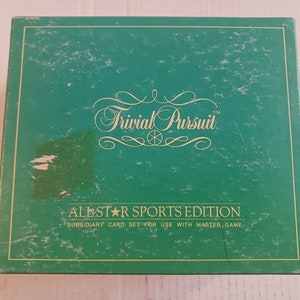 Trivial Pursuit™
ALL★STAR SPORTS EDITION
SUBSIDIARY CARD SET FOR USE WITH MASTER GAME